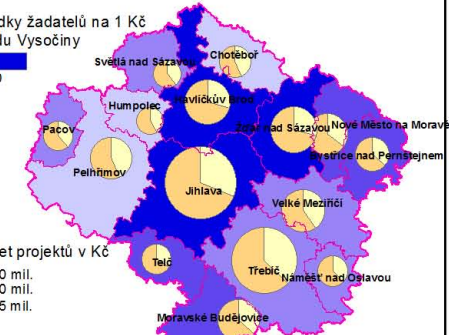 dky žadatelů na 1 Kč
du Vysočiny
Chotěboř
Světlá nad Sázavou
Havlíčkův Brod
Humpolec
Pacov
Žďár nad Sázavou
Nové Město na Moravě
Bystřice nad Pernštejnem
Pelhřimov
Jihlava
Velké Meziříčí
et projektů v Kč
Telč
Třebíč
Náměšť nad Oslavou
0 mil.
0 mil.
5 mil.
Moravské Budějovice